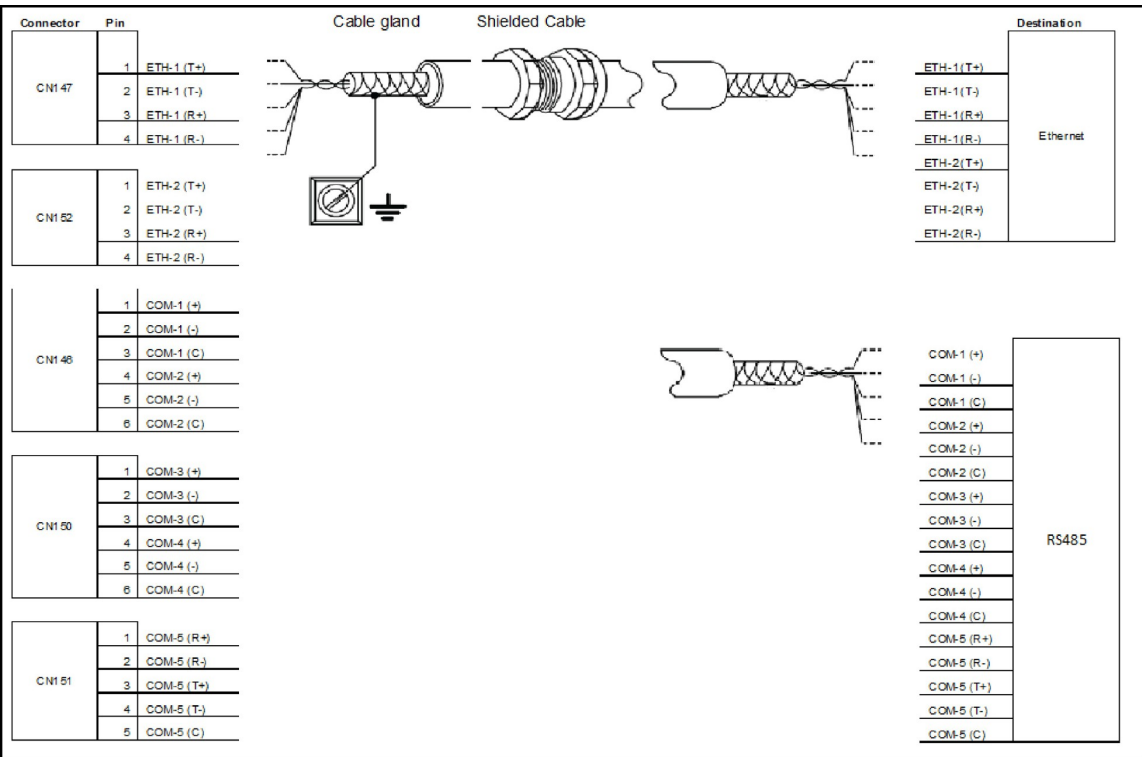 Connector Pin Cable gland Shielded Cable Destination
CN147
1 ETH-1 (T+)
2 ETH-1 (T-)
3 ETH-1 (R+)
4 ETH-1 (R-)
CN152
1 ETH-2 (T+)
2 ETH-2 (T-)
3 ETH-2 (R+)
4 ETH-2 (R-)
CN146
1 COM-1 (+)
2 COM-1 (-)
3 COM-1 (C)
4 COM-2 (+)
5 COM-2 (-)
6 COM-2 (C)
CN150
1 COM-3 (+)
2 COM-3 (-)
3 COM-3 (C)
4 COM-4 (+)
5 COM-4 (-)
6 COM-4 (C)
CN151
1 COM-5 (R+)
2 COM-5 (R-)
3 COM-5 (T+)
4 COM-5 (T-)
5 COM-5 (C)
ETH-1(T+)
ETH-1(T-)
ETH-1(R+)
ETH-1(R-)
ETH-2(T+)
ETH-2(T-)
ETH-2(R+)
ETH-2(R-)
Ethernet
COM-1 (+)
COM-1 (-)
COM-1 (C)
COM-2 (+)
COM-2 (-)
COM-2 (C)
COM-3 (+)
COM-3 (-)
COM-3 (C)
COM-4 (+)
COM-4 (-)
COM-4 (C)
COM-5 (R+)
COM-5 (R-)
COM-5 (T+)
COM-5 (T-)
COM-5 (C)
RS485